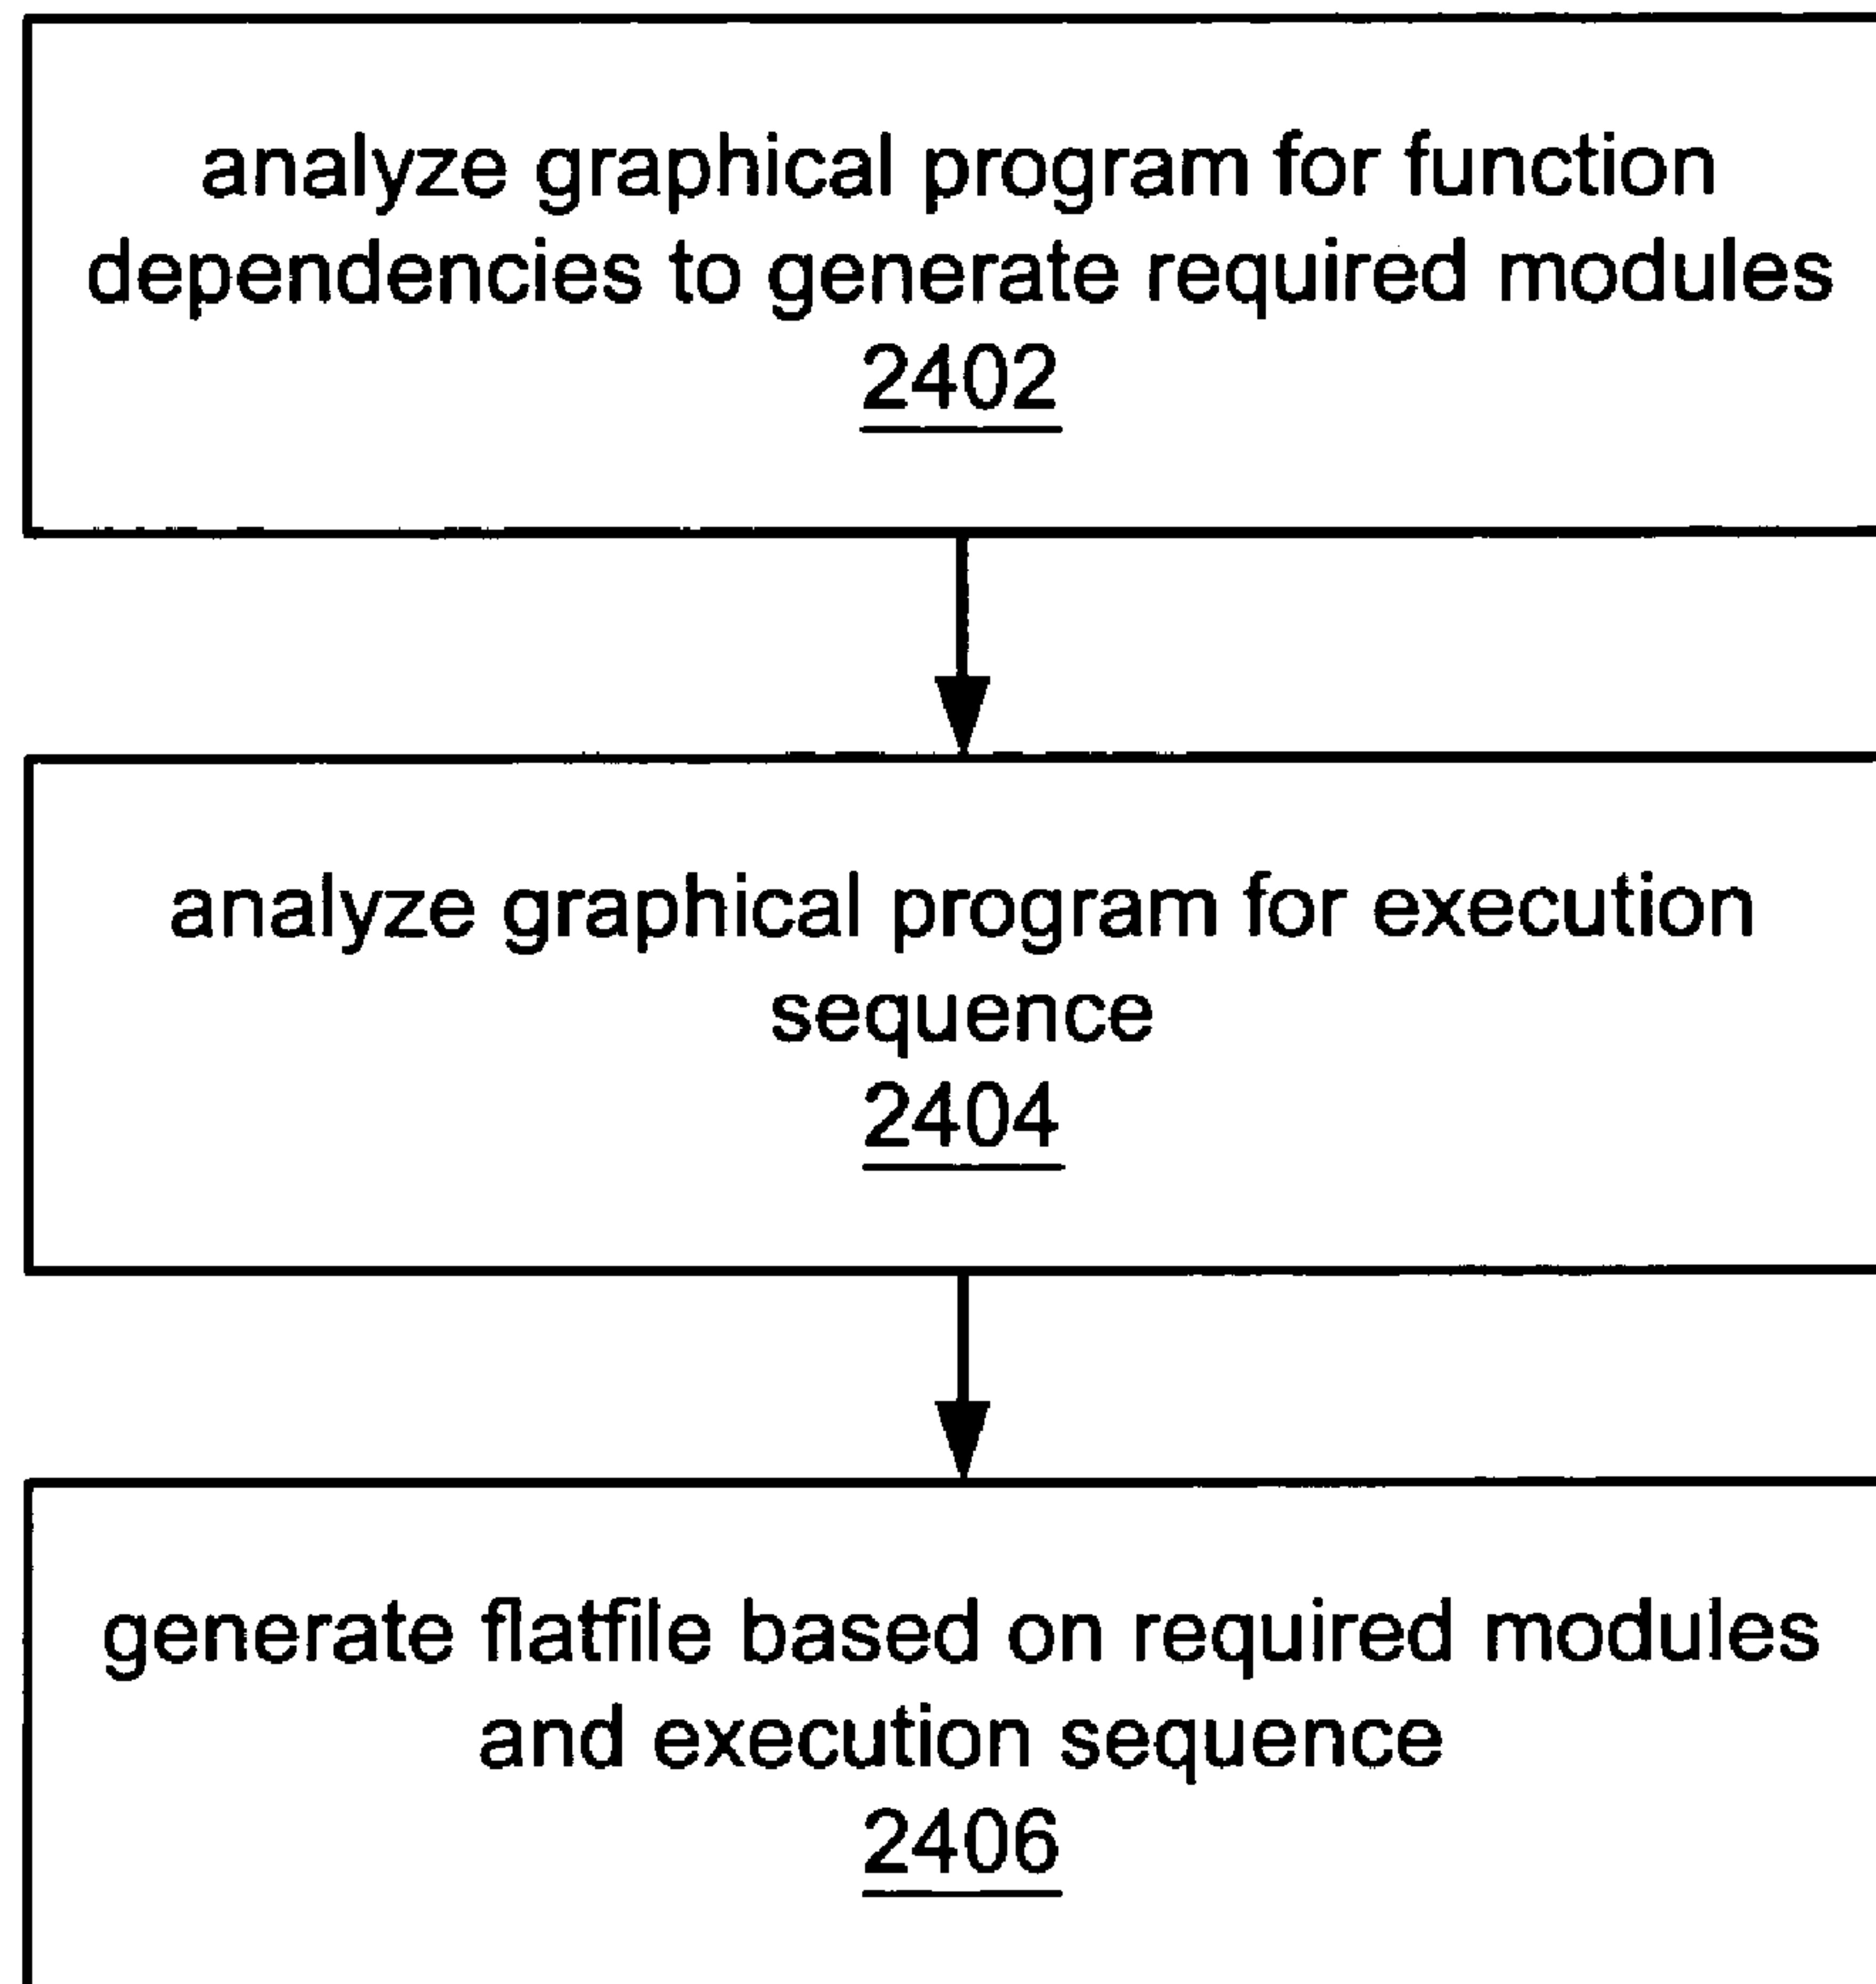 analyze graphical program for function
dependencies to generate required modules
2402
analyze graphical program for execution
sequence
2404
generate flatfile based on required modules
and execution sequence
2406